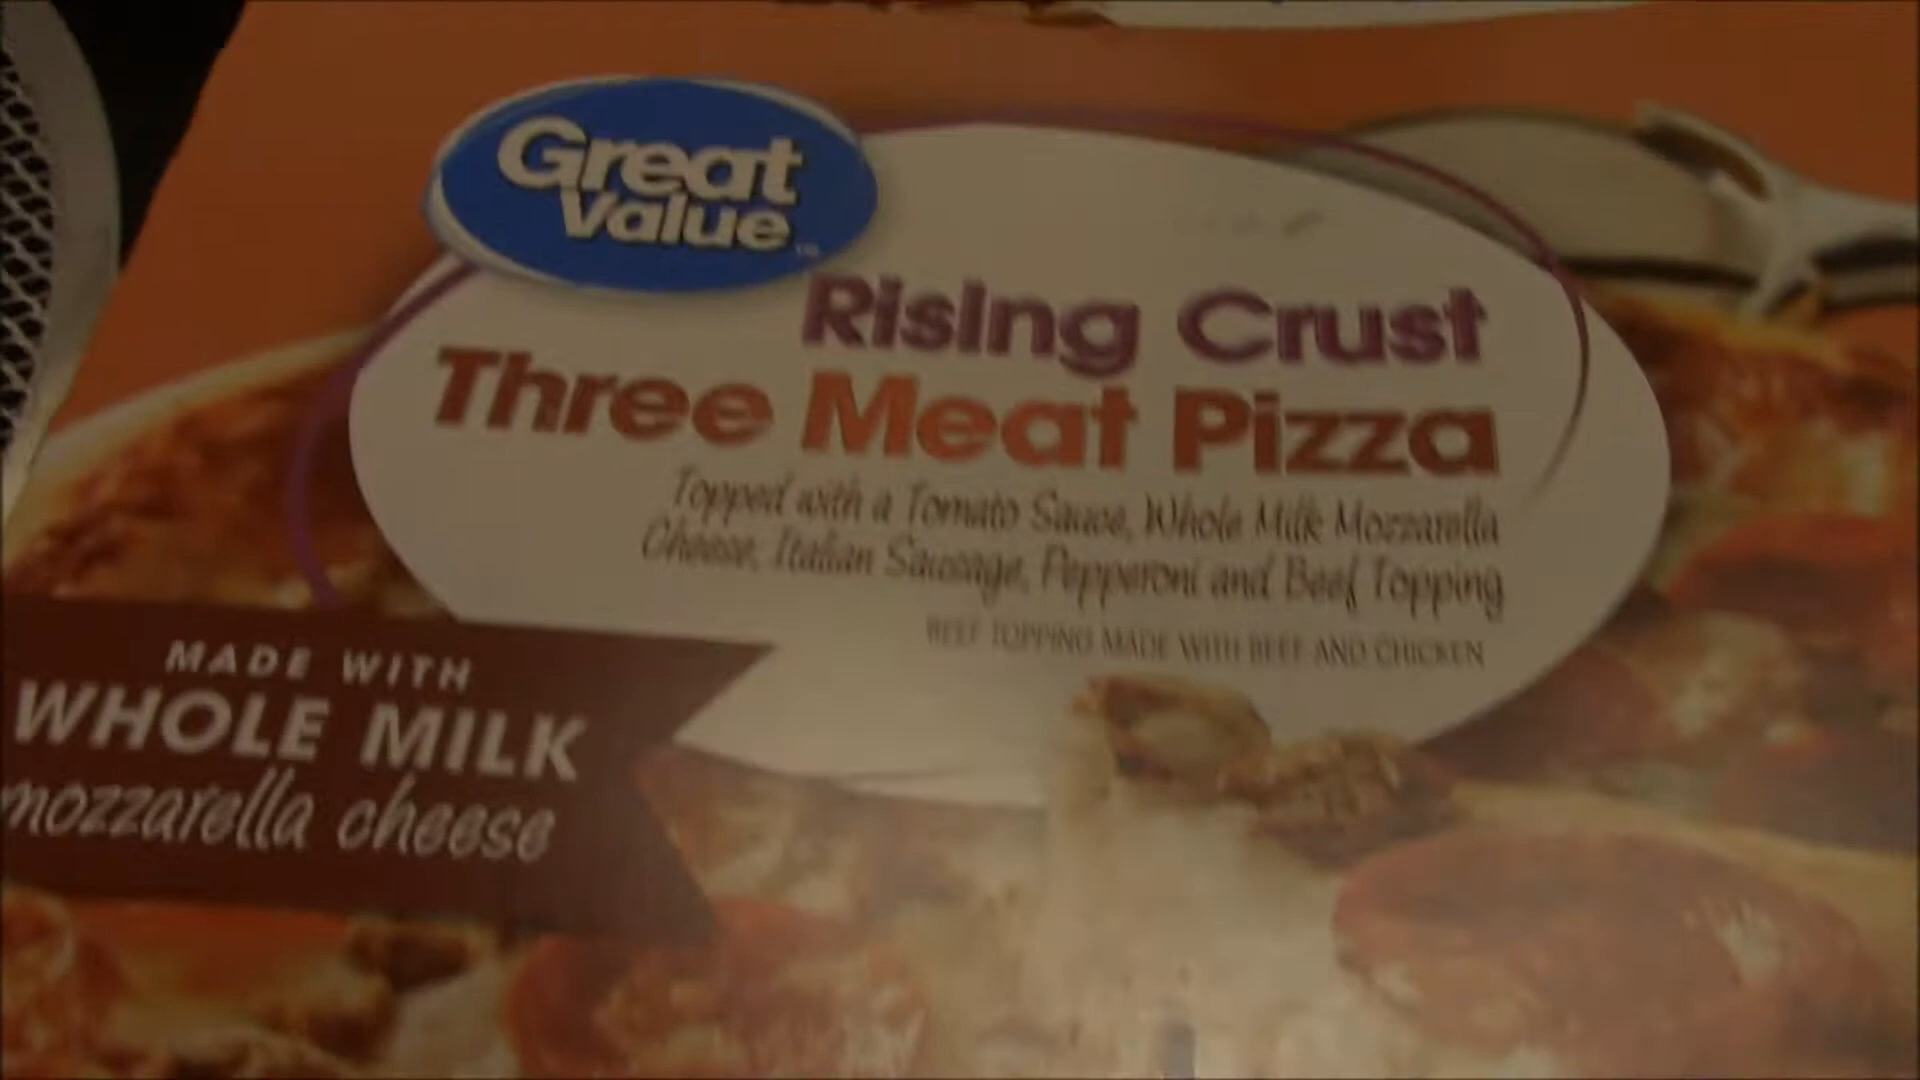 Great
Value™
Rising Crust
Three Meat Pizza
Topped with a Tomato Sauce, Whole Milk Mozzarella
Cheese, Italian Sausage, Pepperoni and Beef Topping
BEEF TOPPING MADE WITH BEEF AND CHICKEN
MADE WITH
WHOLE MILK
mozzarella cheese